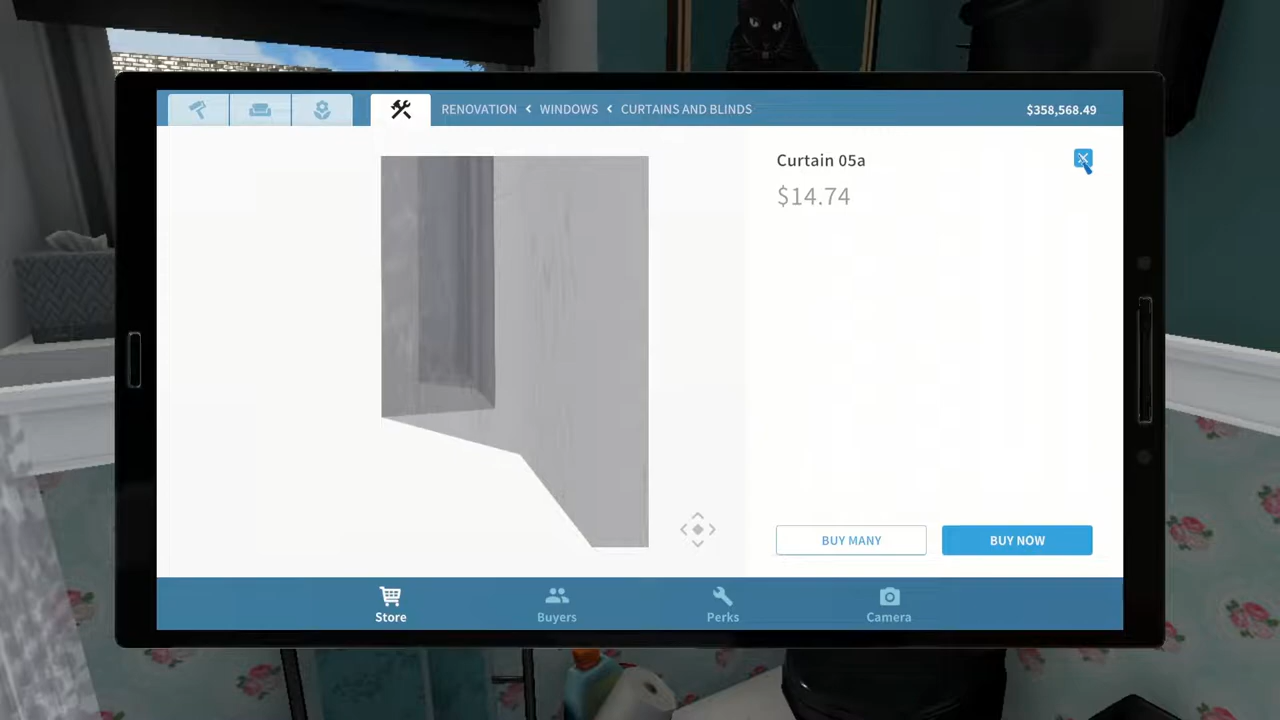 RENOVATION < WINDOWS < CURTAINS AND BLINDS
$358,568.49
Curtain 05a
$14.74
BUY MANY
BUY NOW
Store
Buyers
Perks
Camera